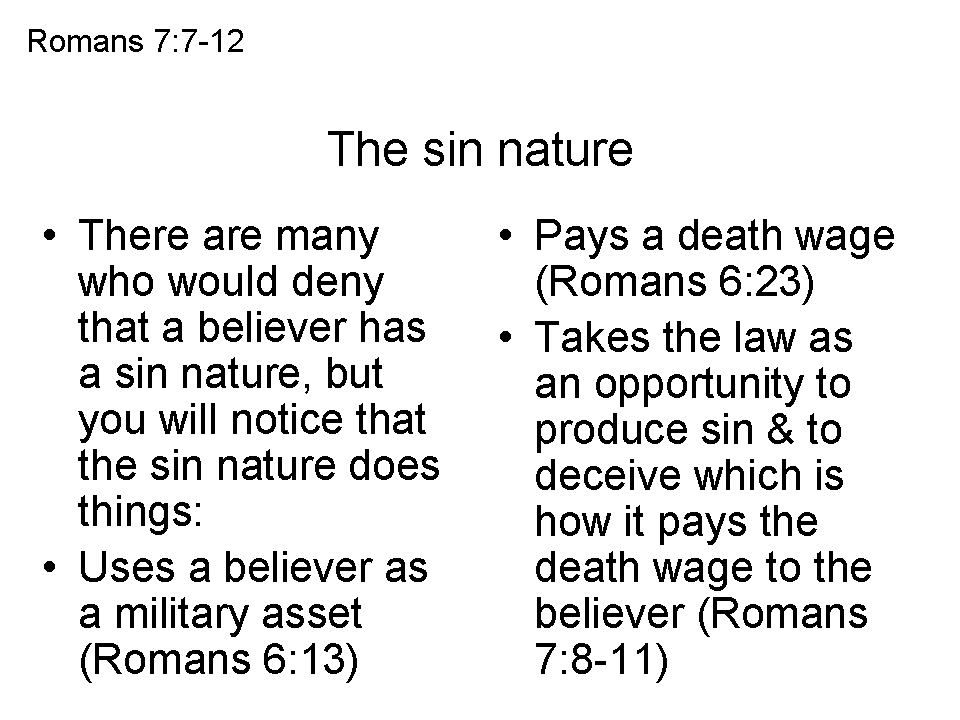 Romans 7:7-12
The sin nature
• There are many
who would deny
that a believer has
a sin nature, but
you will notice that
the sin nature does
things:
• Uses a believer as
a military asset
(Romans 6:13)
• Pays a death wage
(Romans 6:23)
• Takes the law as
an opportunity to
produce sin & to
deceive which is
how it pays the
death wage to the
believer (Romans
7:8-11)